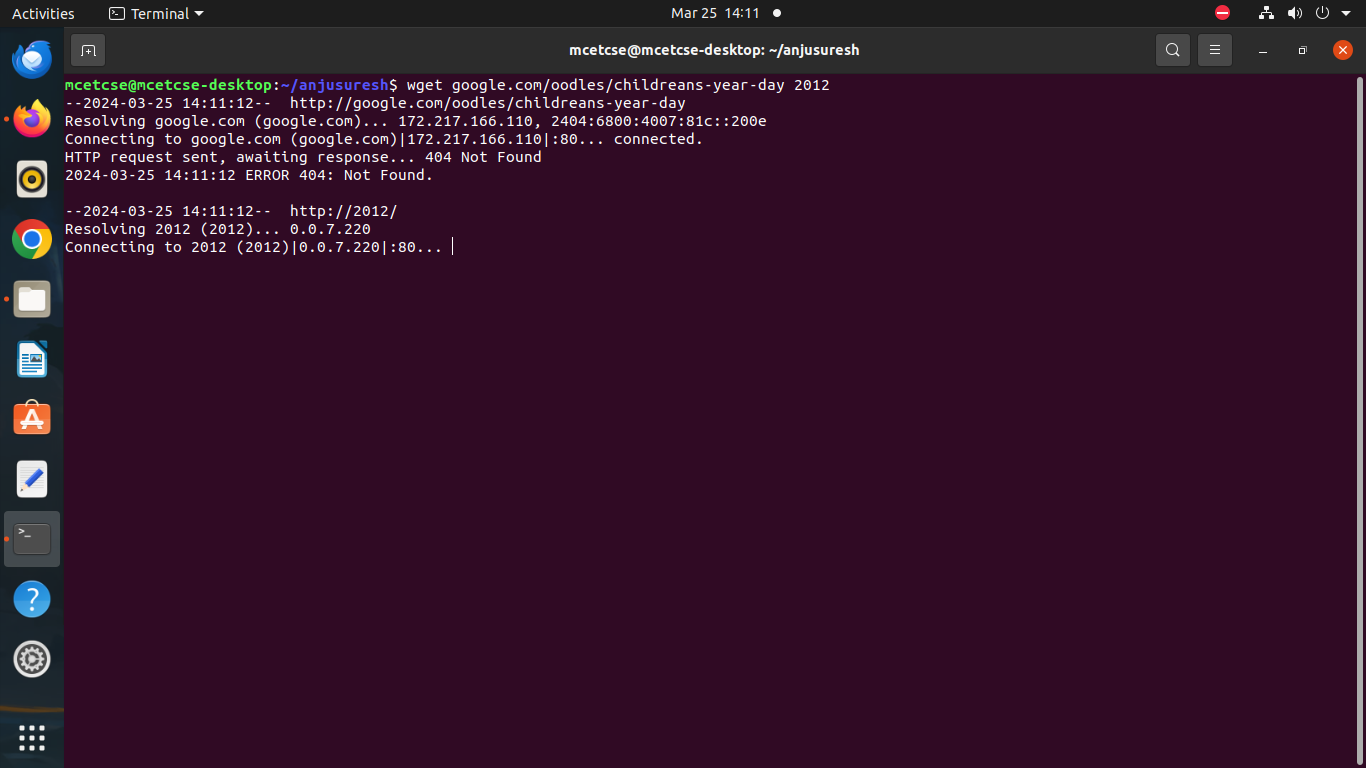 Activities
Terminal
Mar 25 14:11
mcetcse@mcetcse-desktop: ~/anjusuresh
mcetcse@mcetcse-desktop:~/anjusuresh$ wget google.com/oodles/childreans-year-day 2012
--2024-03-25 14:11:12--  http://google.com/oodles/childreans-year-day
Resolving google.com (google.com)... 172.217.166.110, 2404:6800:4007:81c::200e
Connecting to google.com (google.com)|172.217.166.110|:80... connected.
HTTP request sent, awaiting response... 404 Not Found
2024-03-25 14:11:12 ERROR 404: Not Found.
--2024-03-25 14:11:12--  http://2012/
Resolving 2012 (2012)... 0.0.7.220
Connecting to 2012 (2012)|0.0.7.220|:80...